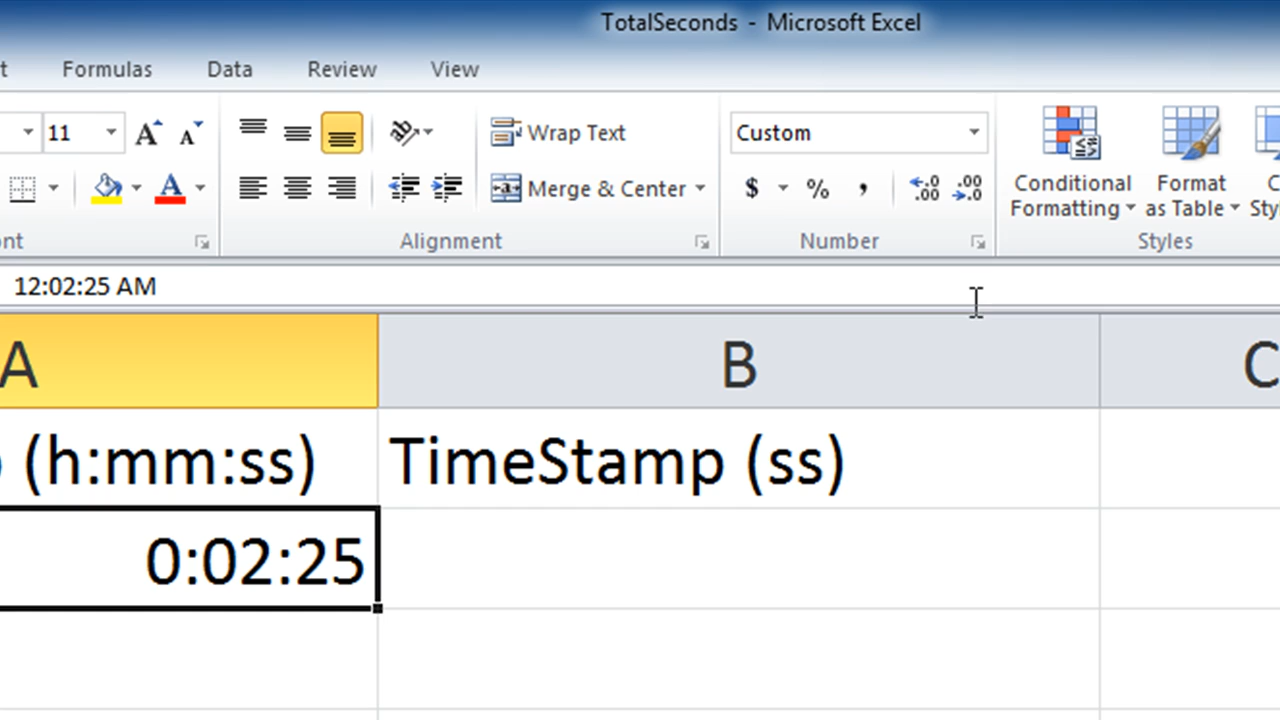 TotalSeconds - Microsoft Excel
t Formulas Data Review View
11 A A Wrap Text Custom Conditional Formatting Format as Table
A Merge & Center $ % , .0 .00 .00 .0
ont Alignment Number Styles
12:02:25 AM
A B C
(h:mm:ss) TimeStamp (ss)
0:02:25